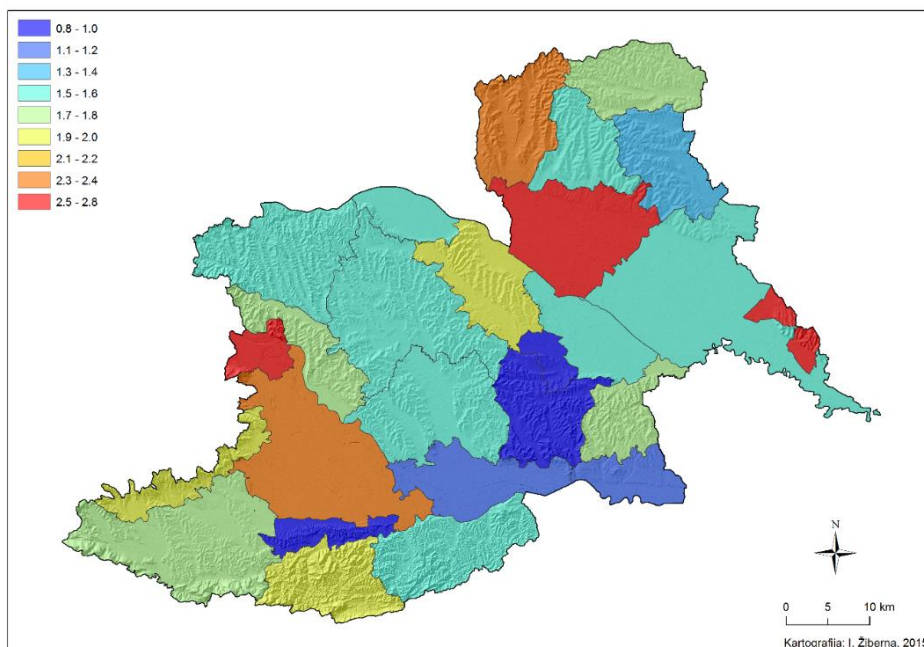 0.8 - 1.0
1.1 - 1.2
1.3 - 1.4
1.5 - 1.6
1.7 - 1.8
1.9 - 2.0
2.1 - 2.2
2.3 - 2.4
2.5 - 2.8
N
0 5 10 km
Kartografija: I. Žiberna, 2015